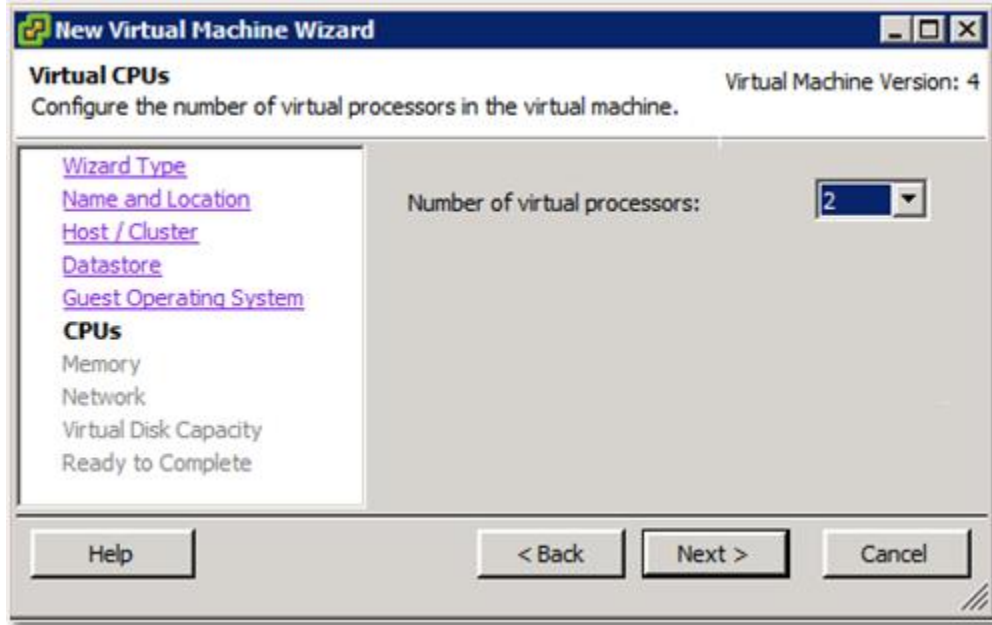 New Virtual Machine Wizard
Virtual CPUs
Configure the number of virtual processors in the virtual machine.
Virtual Machine Version: 4
Wizard Type
Name and Location
Host / Cluster
Datastore
Guest Operating System
CPUs
Memory
Network
Virtual Disk Capacity
Ready to Complete
Number of virtual processors:
2
Help
< Back
Next >
Cancel